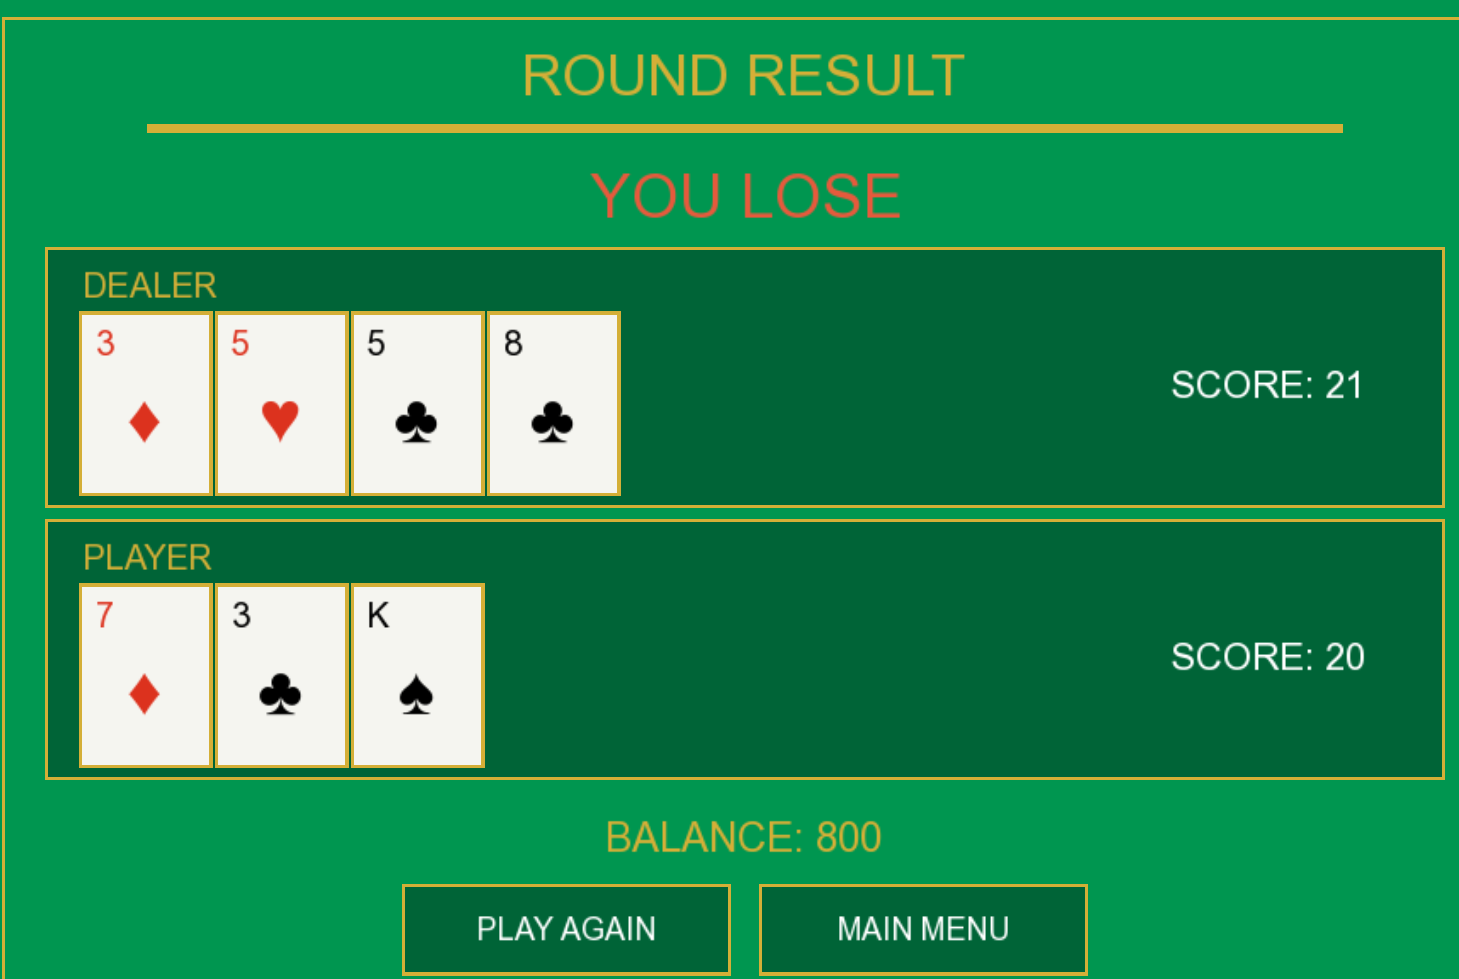 ROUND RESULT
YOU LOSE
DEALER
3 5 5 8
SCORE: 21
PLAYER
7 3 K
SCORE: 20
BALANCE: 800
PLAY AGAIN
MAIN MENU